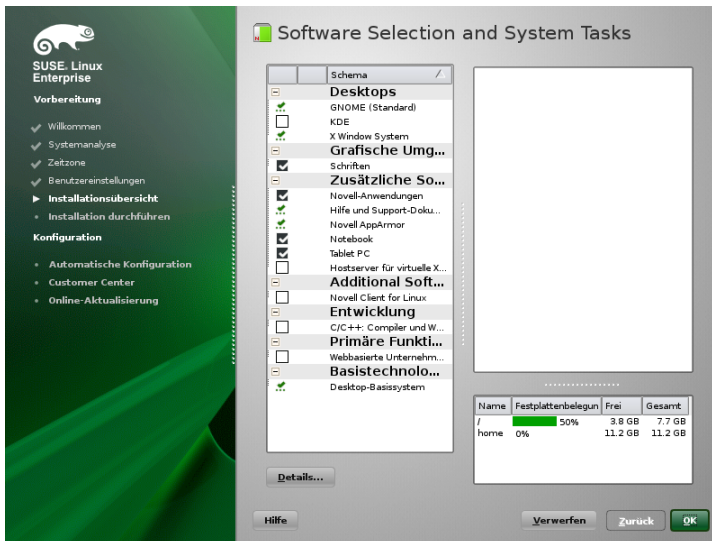 SUSE. Linux
Enterprise
Vorbereitung
Willkommen
Systemanalyse
Zeitzone
Benutzereinstellungen
Installationsübersicht
Installation durchführen
Konfiguration
Automatische Konfiguration
Customer Center
Online-Aktualisierung
Software Selection and System Tasks
Schema
Desktops
GNOME (Standard)
KDE
X Window System
Grafische Umg...
Schriften
Zusätzliche So...
Novell-Anwendungen
Hilfe und Support-Doku...
Novell AppArmor
Notebook
Tablet PC
Hostserver für virtuelle X...
Additional Soft...
Novell Client for Linux
Entwicklung
C/C++: Compiler und W...
Primäre Funkti...
Webbasierte Unternehm...
Basistechnolo...
Desktop-Basissystem
Details...
Name Festplattenbelegun Frei Gesamt
/ 50% 3.8 GB 7.7 GB
home 0% 11.2 GB 11.2 GB
Hilfe Verwerfen Zurück OK